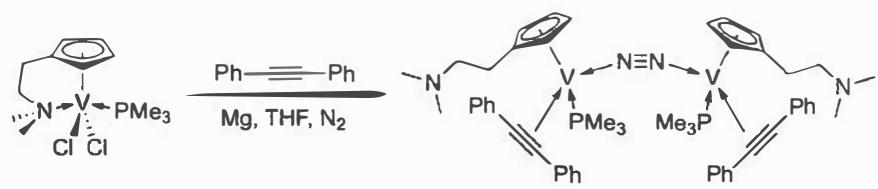 N V PMe3
Cl Cl
Ph Ph
Mg, THF, N2
N V N≡N V N
Ph PMe3 Me3P Ph
Ph Ph